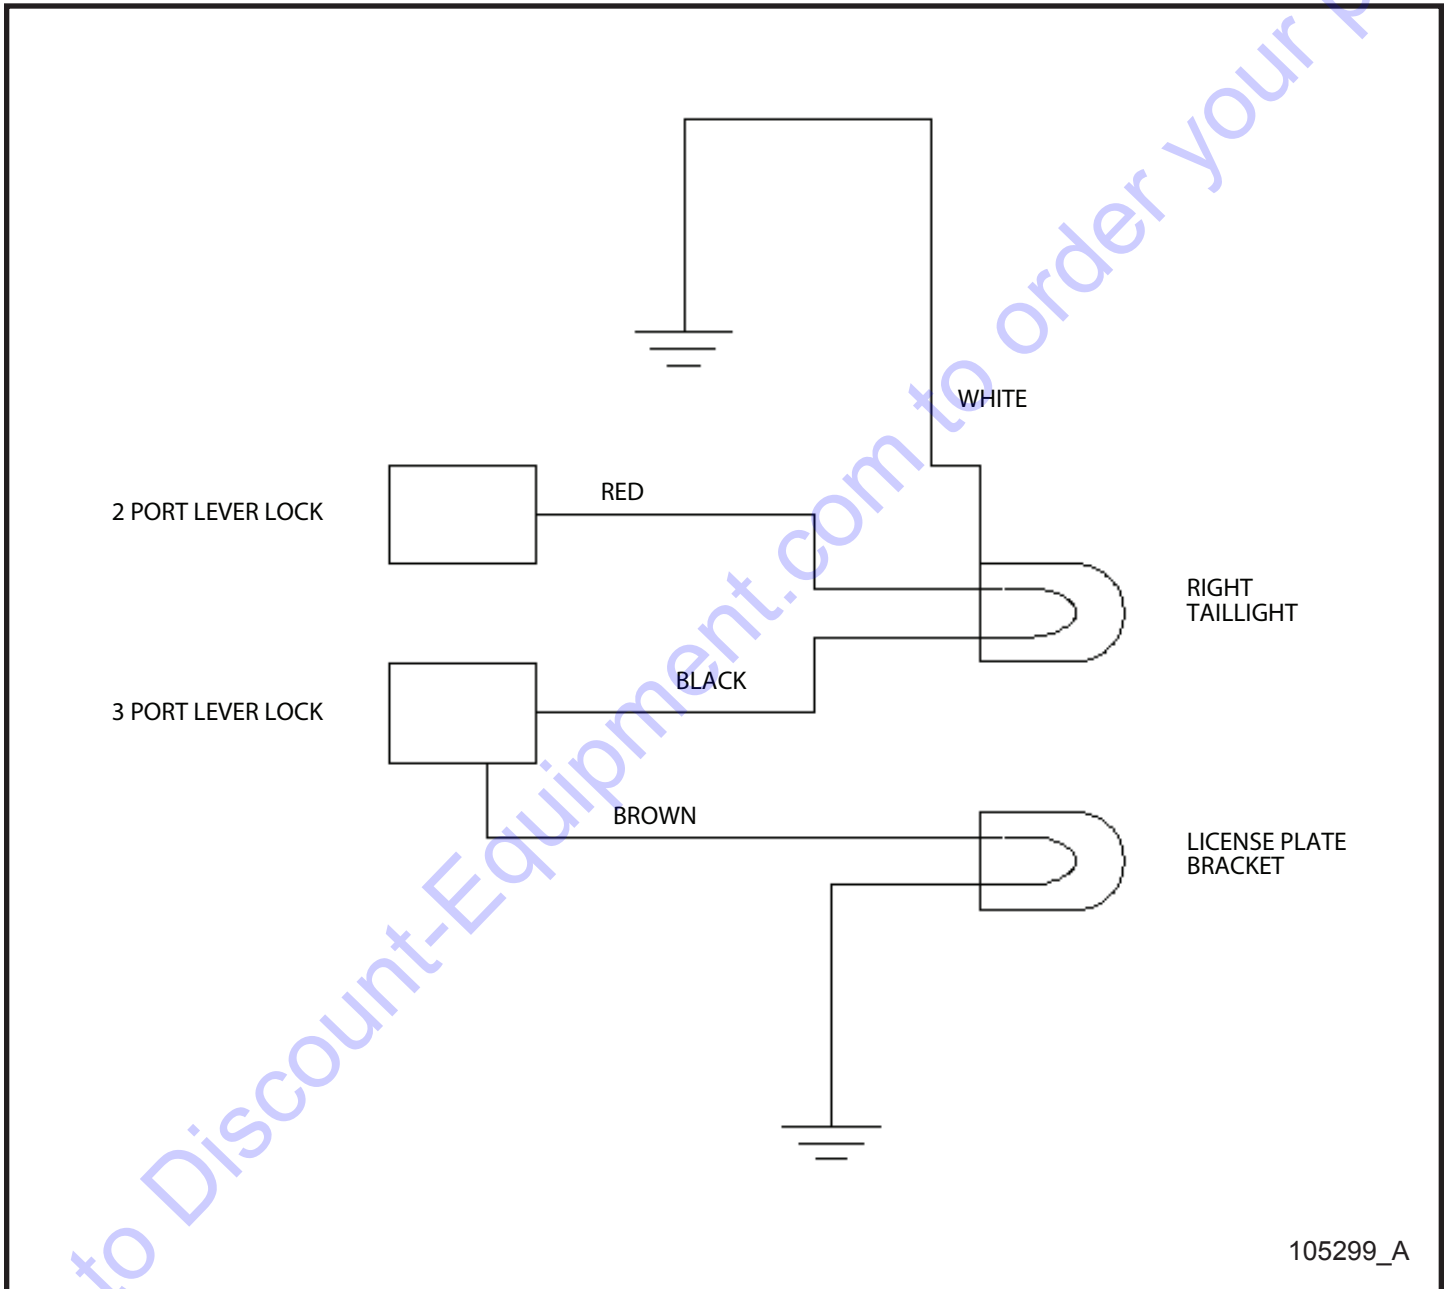 WHITE
RED
2 PORT LEVER LOCK
RIGHT
TAILLIGHT
BLACK
3 PORT LEVER LOCK
BROWN
LICENSE PLATE
BRACKET
105299_A
to Discount-Equipment.com to order your p